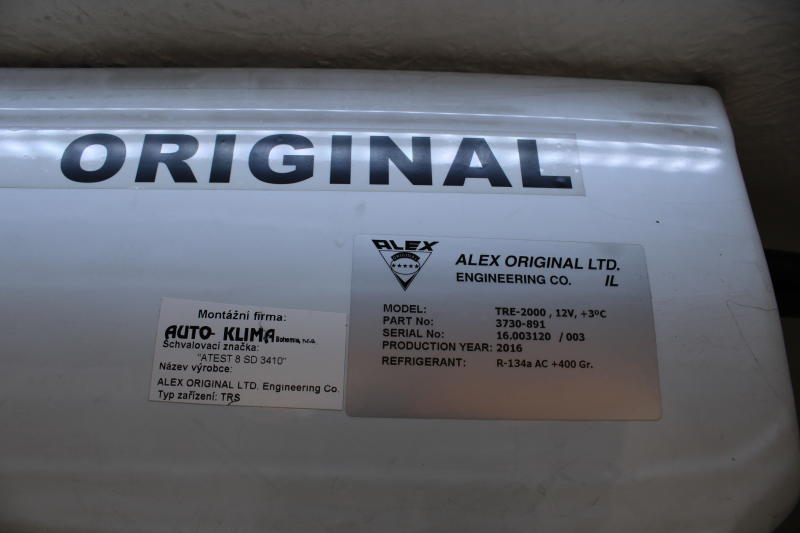 ORIGINAL
ALEX
ORIGINAL
ALEX ORIGINAL LTD.
ENGINEERING CO. IL
MODEL: TRE-2000 , 12V, +3ºC
PART No: 3730-891
SERIAL No: 16.003120 / 003
PRODUCTION YEAR: 2016
REFRIGERANT: R-134a AC +400 Gr.
Montážní firma:
AUTO- KLIMA Bohemia, s.r.o.
Schvalovací značka:
"ATEST 8 SD 3410"
Název výrobce:
ALEX ORIGINAL LTD. Engineering Co.
Typ zařízení: TRS